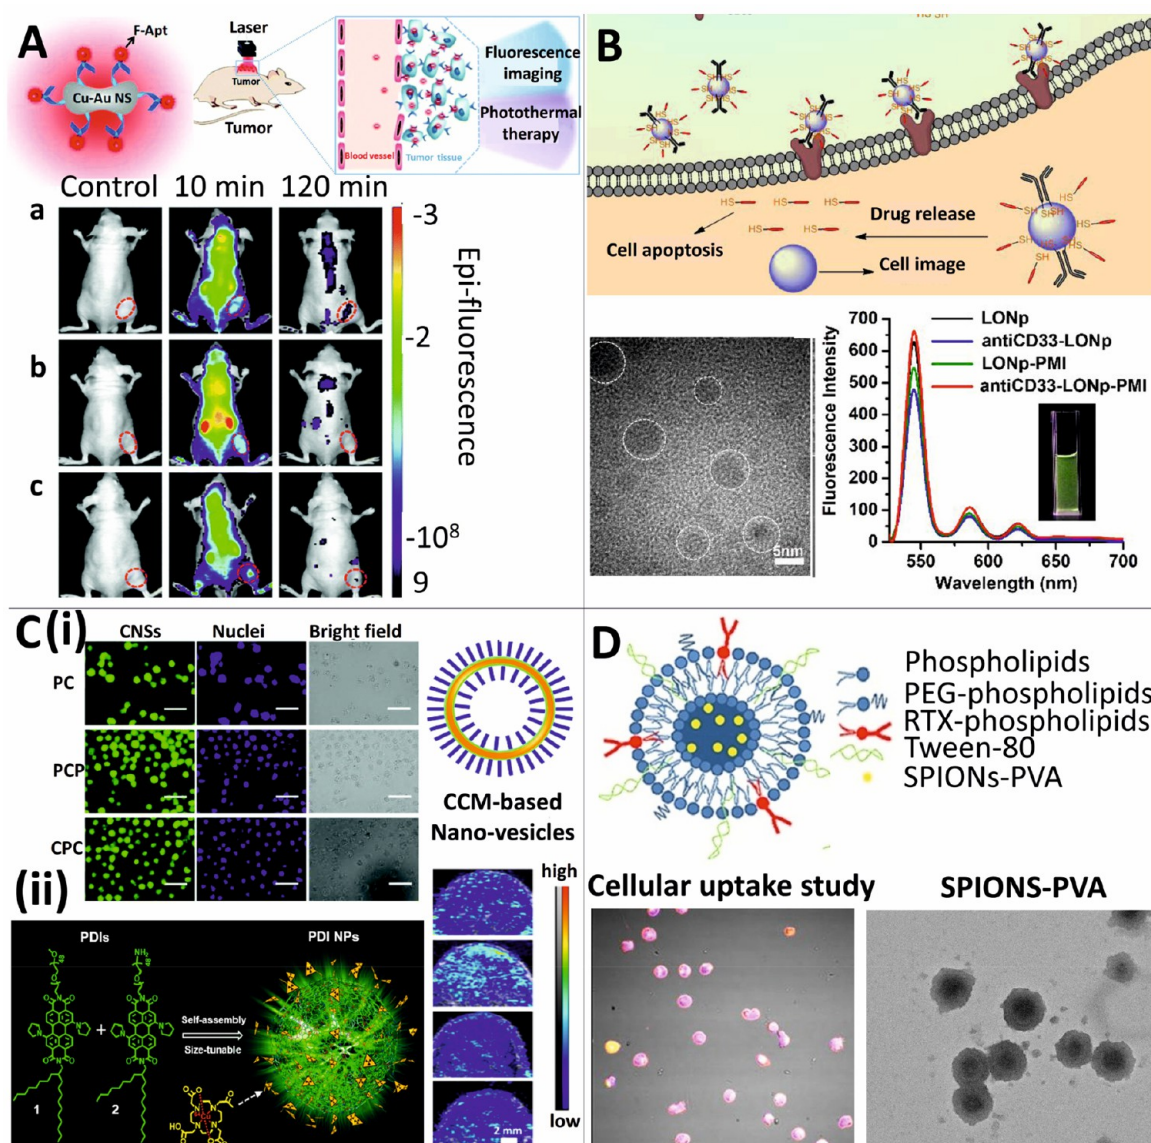 A
F-Apt
Cu-Au NS
Laser
Tumor
Tumor
Blood vessel
Tumor tissue
Fluorescence
imaging
Photothermal
therapy
Control 10 min 120 min
a
b
c
-3
-2
-10⁸
9
Epi-fluorescence
B
SH
HS
Drug release
Cell apoptosis
Cell image
5nm
Fluorescence Intensity
700
600
500
400
300
200
100
0
550 600 650 700
Wavelength (nm)
LONp
antiCD33-LONp
LONp-PMI
antiCD33-LONp-PMI
C (i)
CNSs Nuclei Bright field
PC
PCP
CPC
CCM-based
Nano-vesicles
(ii)
PDIs
PDI NPs
+
Self-assembly
Size-tunable
1
2
high
low
2 mm
D
Phospholipids
PEG-phospholipids
RTX-phospholipids
Tween-80
SPIONs-PVA
Cellular uptake study
SPIONS-PVA